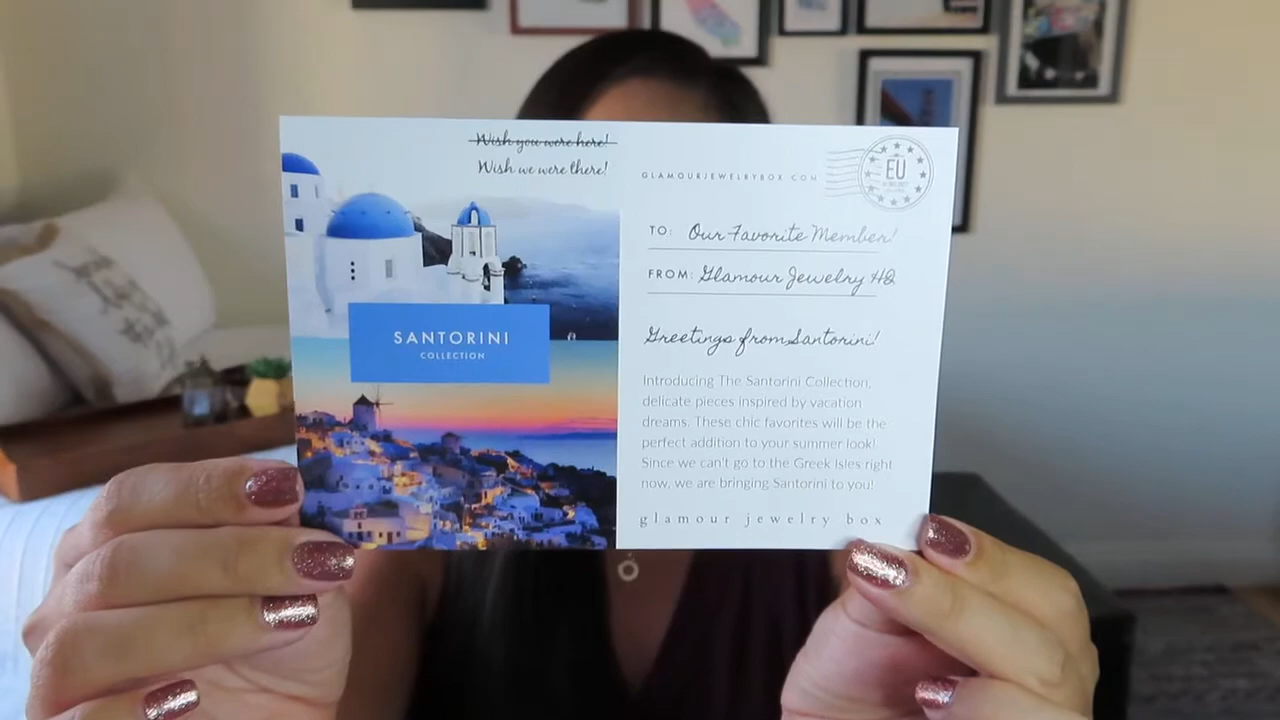 Wish you were here!
Wish we were there!
SANTORINI
COLLECTION
GLAMOURJEWELRYBOX.COM
EU
TO: Our Favorite Member!
FROM: Glamour Jewelry HQ
Greetings from Santorini!
Introducing The Santorini Collection,
delicate pieces inspired by vacation
dreams. These chic favorites will be the
perfect addition to your summer look!
Since we can't go to the Greek Isles right
now, we are bringing Santorini to you!
glamour jewelry box